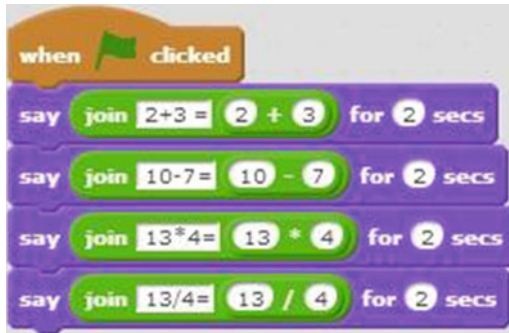 when clicked
say join 2+3 = 2 + 3 for 2 secs
say join 10-7= 10 - 7 for 2 secs
say join 13*4= 13 * 4 for 2 secs
say join 13/4= 13 / 4 for 2 secs